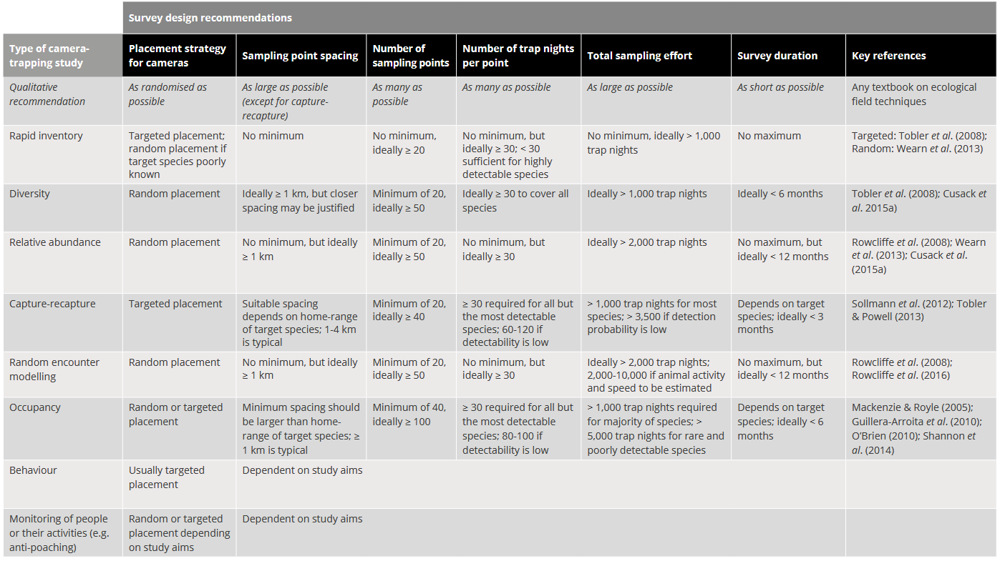 Survey design recommendations
Type of camera-
trapping study
Placement strategy
for cameras
Sampling point spacing
Number of
sampling points
Number of trap nights
per point
Total sampling effort
Survey duration
Key references
Qualitative
recommendation
As randomised as
possible
As large as possible
(except for capture-
recapture)
As many as
possible
As many as possible
As large as possible
As short as possible
Any textbook on ecological
field techniques
Rapid inventory
Targeted placement;
random placement if
target species poorly
known
No minimum
No minimum,
ideally ≥ 20
No minimum, but
ideally ≥ 30; < 30
sufficient for highly
detectable species
No minimum, ideally > 1,000
trap nights
No maximum
Targeted: Tobler et al. (2008);
Random: Wearn et al. (2013)
Diversity
Random placement
Ideally ≥ 1 km, but closer
spacing may be justified
Minimum of 20,
ideally ≥ 50
Ideally ≥ 30 to cover all
species
Ideally > 1,000 trap nights
Ideally < 6 months
Tobler et al. (2008); Cusack et
al. 2015a)
Relative abundance
Random placement
No minimum, but ideally
≥ 1 km
Minimum of 20,
ideally ≥ 50
No minimum, but
ideally ≥ 30
Ideally > 2,000 trap nights
No maximum, but
ideally < 12 months
Rowcliffe et al. (2008); Wearn
et al. (2013); Cusack et al.
(2015a)
Capture-recapture
Targeted placement
Suitable spacing
depends on home-range
of target species; 1-4 km
is typical
Minimum of 20,
ideally ≥ 40
≥ 30 required for all but
the most detectable
species; 60-120 if
detectability is low
> 1,000 trap nights for most
species; > 3,500 if detection
probability is low
Depends on target
species; ideally < 3
months
Sollmann et al. (2012); Tobler
& Powell (2013)
Random encounter
modelling
Random placement
No minimum, but ideally
≥ 1 km
Minimum of 20,
ideally ≥ 50
No minimum, but
ideally ≥ 30
Ideally > 2,000 trap nights;
2,000-10,000 if animal activity
and speed to be estimated
No maximum, but
ideally < 12 months
Rowcliffe et al. (2008);
Rowcliffe et al. (2016)
Occupancy
Random or targeted
placement
Minimum spacing should
be larger than home-
range of target species; ≥
1 km is typical
Minimum of 40,
ideally ≥ 100
≥ 30 required for all but
the most detectable
species; 80-100 if
detectability is low
> 1,000 trap nights required
for majority of species; >
5,000 trap nights for rare and
poorly detectable species
Depends on target
species; ideally < 6
months
Mackenzie & Royle (2005);
Guillera-Arroita et al. (2010);
O’Brien (2010); Shannon et
al. (2014)
Behaviour
Usually targeted
placement
Dependent on study aims
Monitoring of people
or their activities (e.g.
anti-poaching)
Random or targeted
placement depending
on study aims
Dependent on study aims